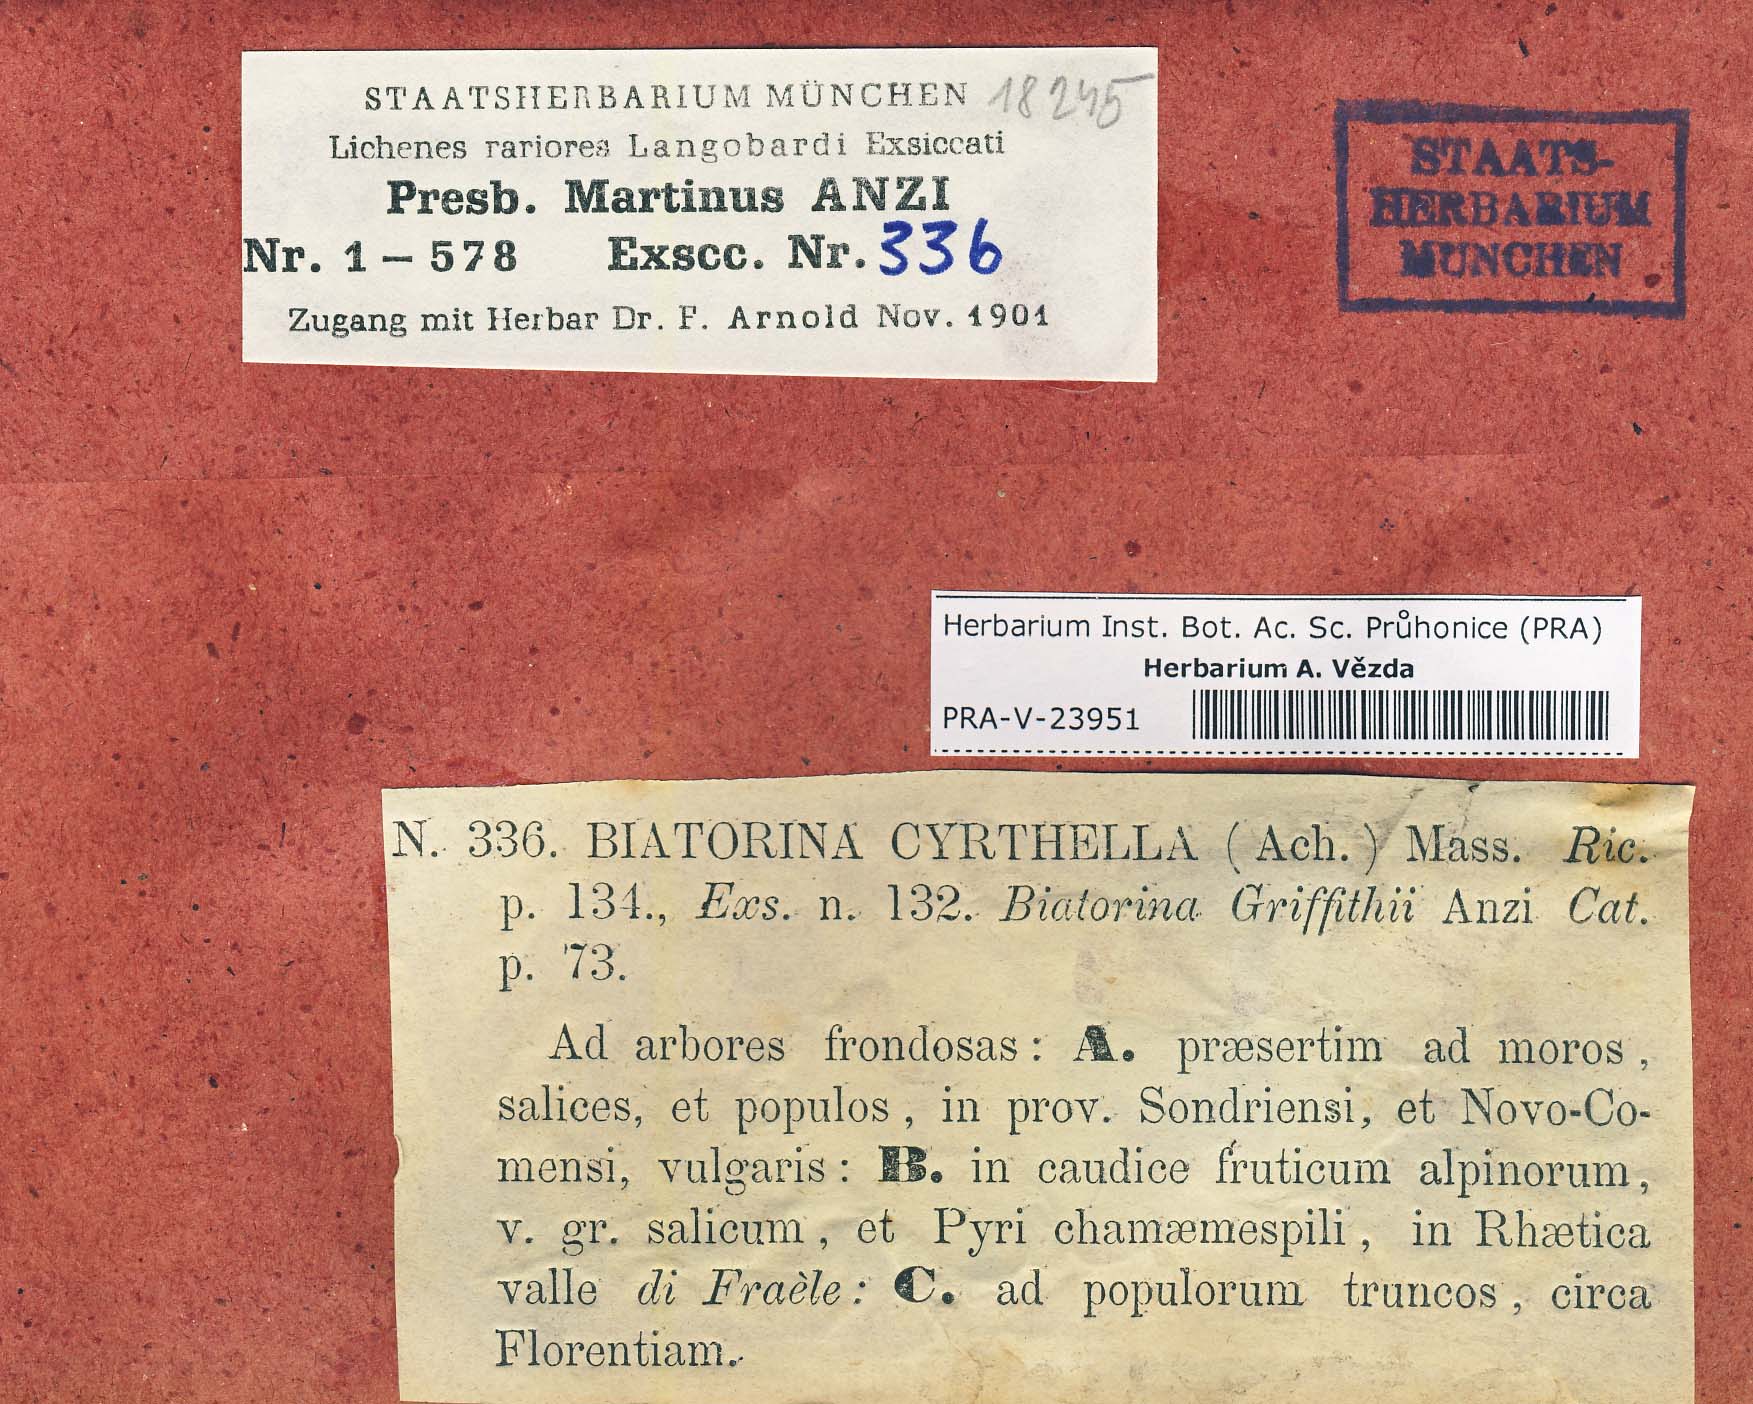 STAATSHERBARIUM MÜNCHEN 18245
Lichenes rariores Langobardi Exsiccati
Presb. Martinus ANZI
Nr. 1 – 578 Exscc. Nr. 336
Zugang mit Herbar Dr. F. Arnold Nov. 1901
STAATS-
HERBARIUM
MÜNCHEN
Herbarium Inst. Bot. Ac. Sc. Průhonice (PRA)
Herbarium A. Vězda
PRA-V-23951
N. 336. BIATORINA CYRTHELLA (Ach.) Mass. Ric.
p. 134., Exs. n. 132. Biatorina Griffithii Anzi Cat.
p. 73.
Ad arbores frondosas : A. præsertim ad moros ,
salices, et populos , in prov. Sondriensi, et Novo-Co-
mensi, vulgaris : B. in caudice fruticum alpinorum,
v. gr. salicum , et Pyri chamæmespili , in Rhætica
valle di Fraèle : C. ad populorum truncos , circa
Florentiam.